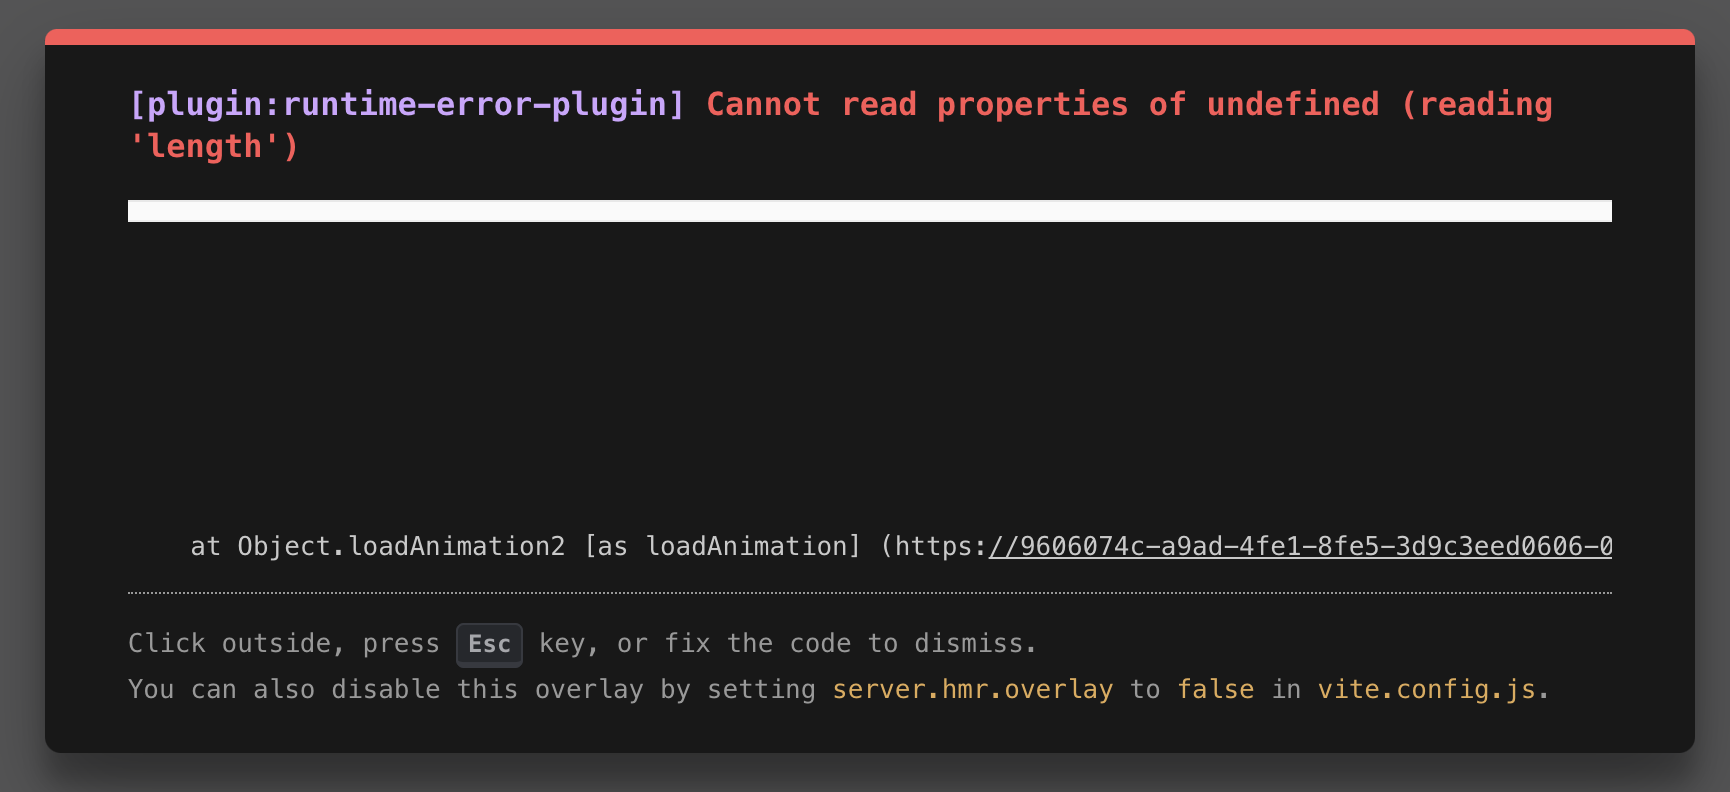 [plugin:runtime-error-plugin] Cannot read properties of undefined (reading
'length')
at Object.loadAnimation2 [as loadAnimation] (https://9606074c-a9ad-4fe1-8fe5-3d9c3eed0606-0
Click outside, press Esc key, or fix the code to dismiss.
You can also disable this overlay by setting server.hmr.overlay to false in vite.config.js.